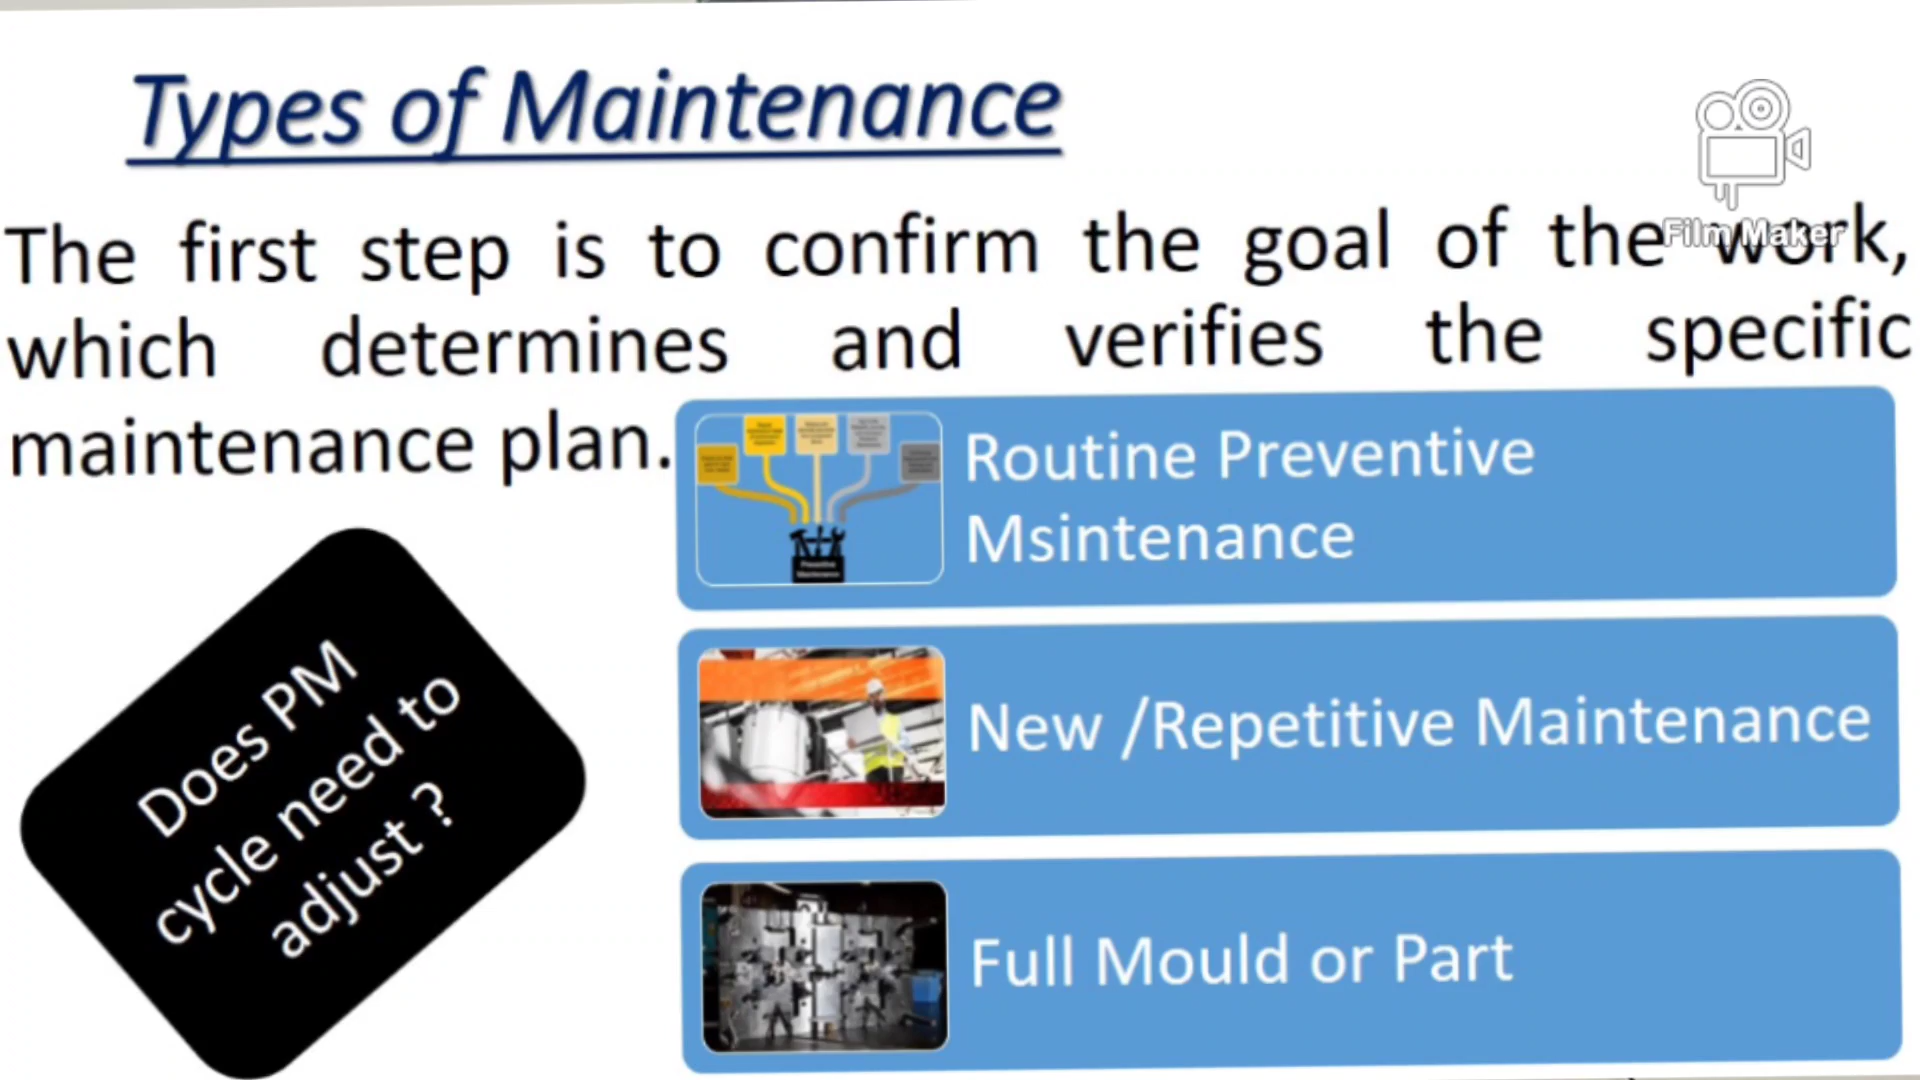 Types of Maintenance
Film Maker
The first step is to confirm the goal of the work,
which determines and verifies the specific
maintenance plan.
Routine Preventive
Msintenance
Preventive
Maintenance
Does PM
cycle need to
adjust ?
New /Repetitive Maintenance
Full Mould or Part